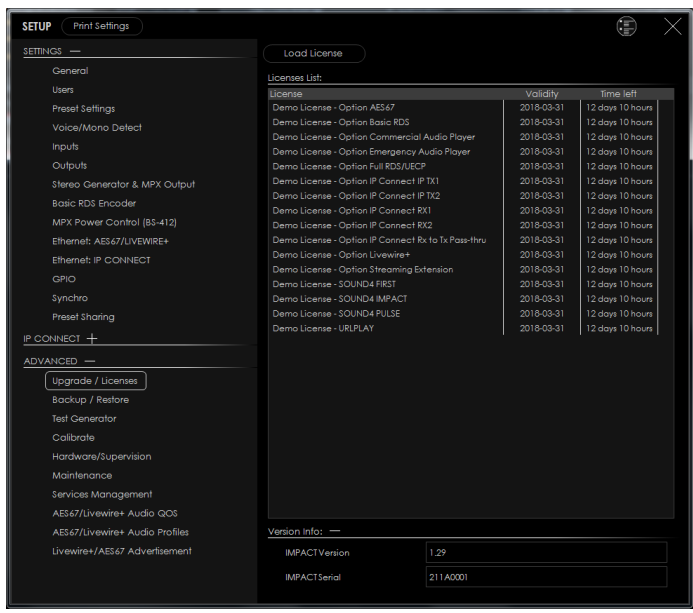 SETUP Print Settings
SETTINGS —
General
Users
Preset Settings
Voice/Mono Detect
Inputs
Outputs
Stereo Generator & MPX Output
Basic RDS Encoder
MPX Power Control (BS-412)
Ethernet: AES67/LIVEWIRE+
Ethernet: IP CONNECT
GPIO
Synchro
Preset Sharing
IP CONNECT +
ADVANCED —
Upgrade / Licenses
Backup / Restore
Test Generator
Calibrate
Hardware/Supervision
Maintenance
Services Management
AES67/Livewire+ Audio QOS
AES67/Livewire+ Audio Profiles
Livewire+/AES67 Advertisement
Load License
Licenses List:
License Validity Time left
Demo License - Option AES67 2018-03-31 12 days 10 hours
Demo License - Option Basic RDS 2018-03-31 12 days 10 hours
Demo License - Option Commercial Audio Player 2018-03-31 12 days 10 hours
Demo License - Option Emergency Audio Player 2018-03-31 12 days 10 hours
Demo License - Option Full RDS/UECP 2018-03-31 12 days 10 hours
Demo License - Option IP Connect IP TX1 2018-03-31 12 days 10 hours
Demo License - Option IP Connect IP TX2 2018-03-31 12 days 10 hours
Demo License - Option IP Connect RX1 2018-03-31 12 days 10 hours
Demo License - Option IP Connect RX2 2018-03-31 12 days 10 hours
Demo License - Option IP Connect Rx to Tx Pass-thru 2018-03-31 12 days 10 hours
Demo License - Option Livewire+ 2018-03-31 12 days 10 hours
Demo License - Option Streaming Extension 2018-03-31 12 days 10 hours
Demo License - SOUND4 FIRST 2018-03-31 12 days 10 hours
Demo License - SOUND4 IMPACT 2018-03-31 12 days 10 hours
Demo License - SOUND4 PULSE 2018-03-31 12 days 10 hours
Demo License - URLPLAY 2018-03-31 12 days 10 hours
Version Info: —
IMPACT Version 1.29
IMPACT Serial 211A0001